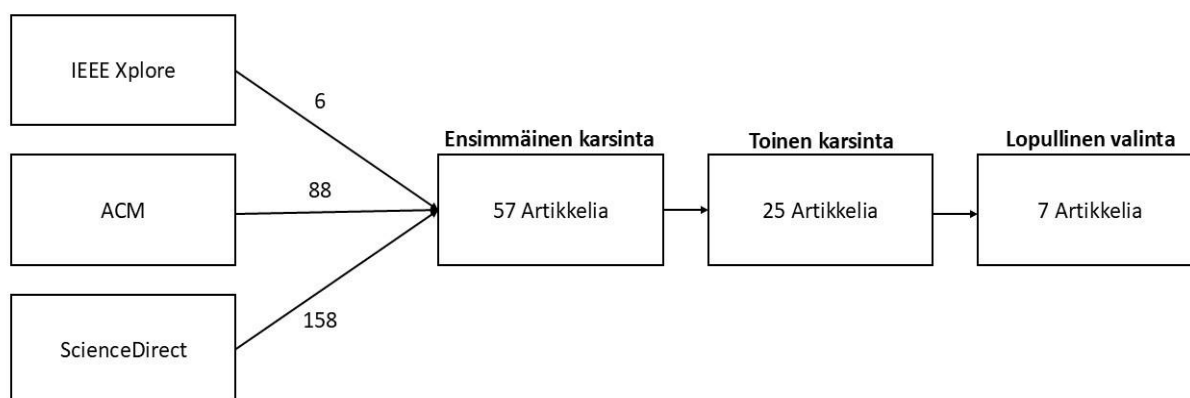 IEEE Xplore
6
ACM
88
ScienceDirect
158
Ensimmäinen karsinta
57 Artikkelia
Toinen karsinta
25 Artikkelia
Lopullinen valinta
7 Artikkelia